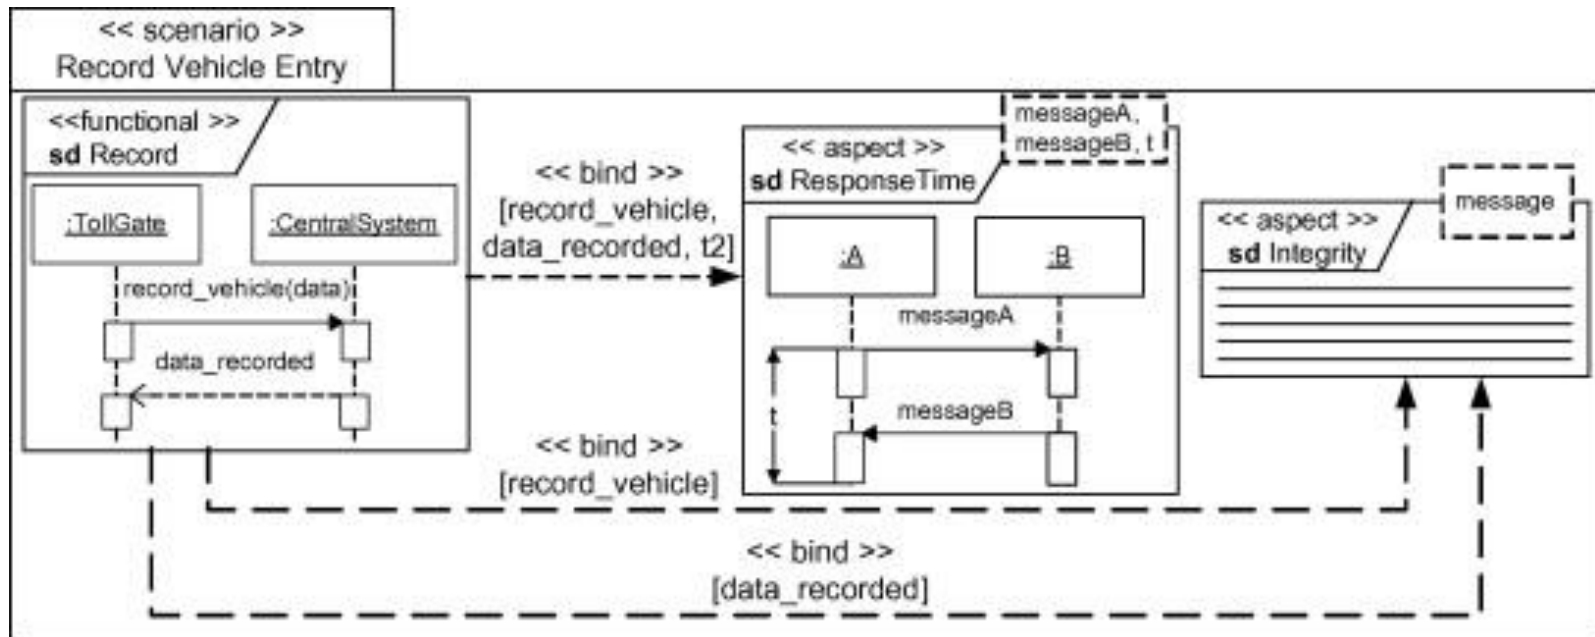 << scenario >>
Record Vehicle Entry
<<functional >>
sd Record
:TollGate
:CentralSystem
record_vehicle(data)
data_recorded
<< bind >>
[record_vehicle,
data_recorded, t2]
<< aspect >>
sd ResponseTime
messageA,
messageB, t
:A
:B
messageA
t
messageB
<< aspect >>
sd Integrity
message
<< bind >>
[record_vehicle]
<< bind >>
[data_recorded]